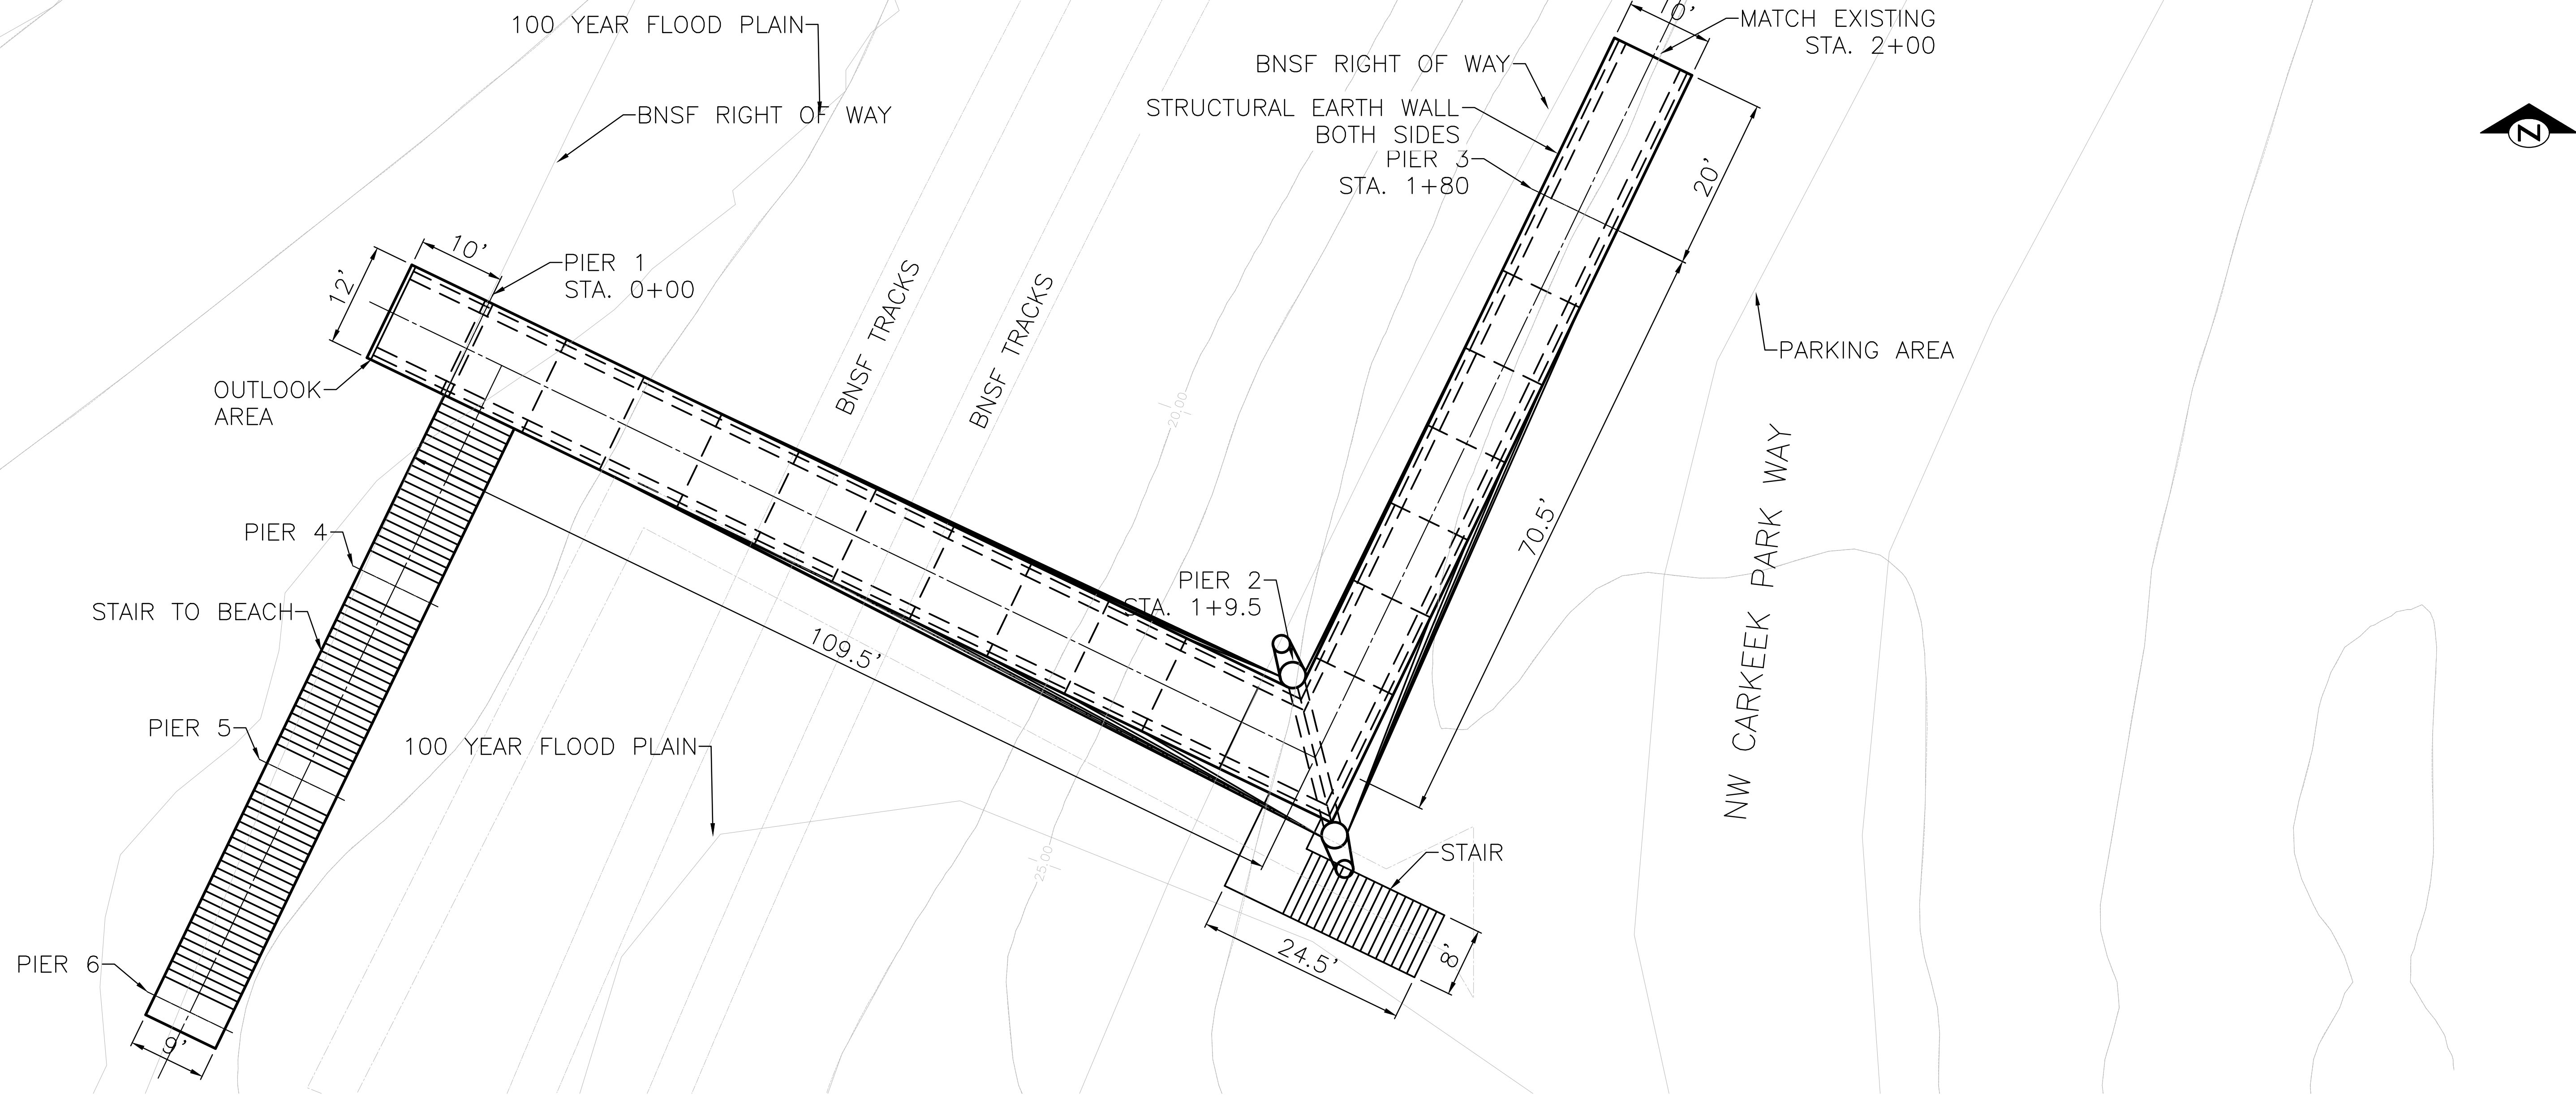 100 YEAR FLOOD PLAIN
10'
MATCH EXISTING
STA. 2+00
BNSF RIGHT OF WAY
BNSF RIGHT OF WAY
STRUCTURAL EARTH WALL
BOTH SIDES
PIER 3
STA. 1+80
N
20'
10'
12'
PIER 1
STA. 0+00
BNSF TRACKS
BNSF TRACKS
PARKING AREA
OUTLOOK
AREA
20.00
NW CARKEEK PARK WAY
70.5'
PIER 4
PIER 2
STA. 1+9.5
STAIR TO BEACH
109.5'
PIER 5
100 YEAR FLOOD PLAIN
25.00
STAIR
24.5'
8'
PIER 6
9'